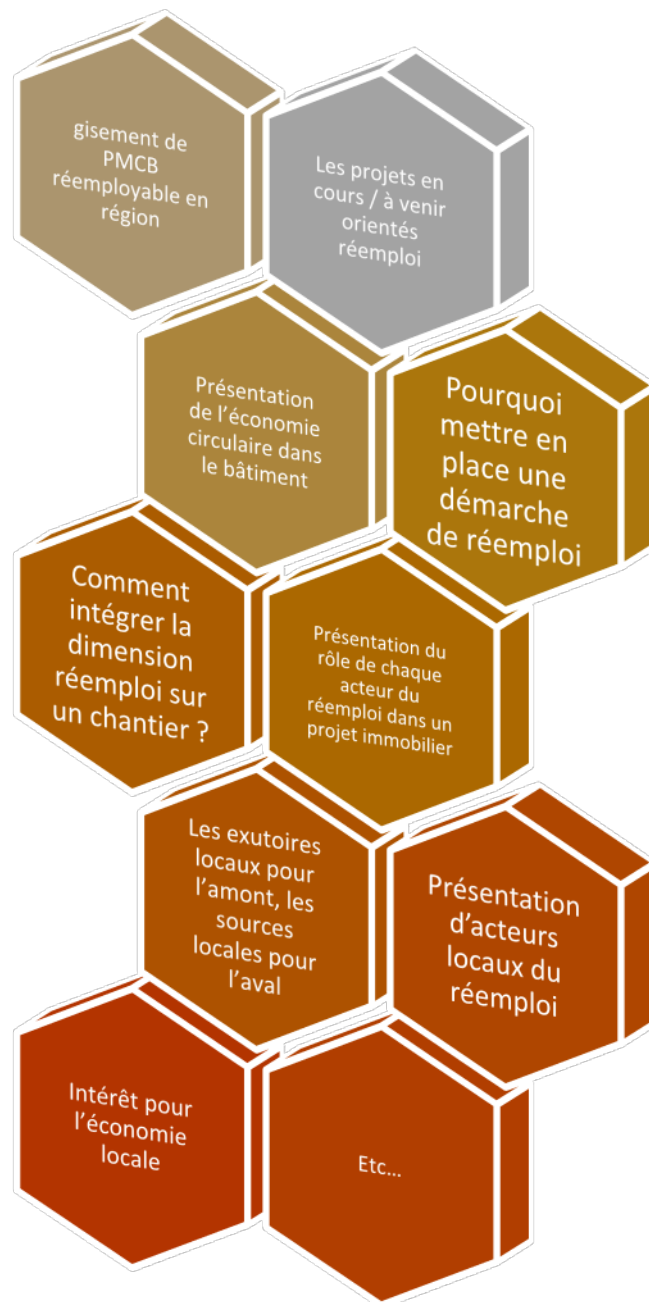 gisement de
PMCB
réemployable en
région
Les projets en
cours / à venir
orientés
réemploi
Présentation
de l'économie
circulaire dans
le bâtiment
Pourquoi
mettre en
place une
démarche
de réemploi
Comment
intégrer la
dimension
réemploi sur
un chantier ?
Présentation du
rôle de chaque
acteur du
réemploi dans un
projet immobilier
Les exutoires
locaux pour
l'amont, les
sources
locales pour
l'aval
Présentation
d'acteurs
locaux du
réemploi
Intérêt pour
l'économie
locale
Etc...